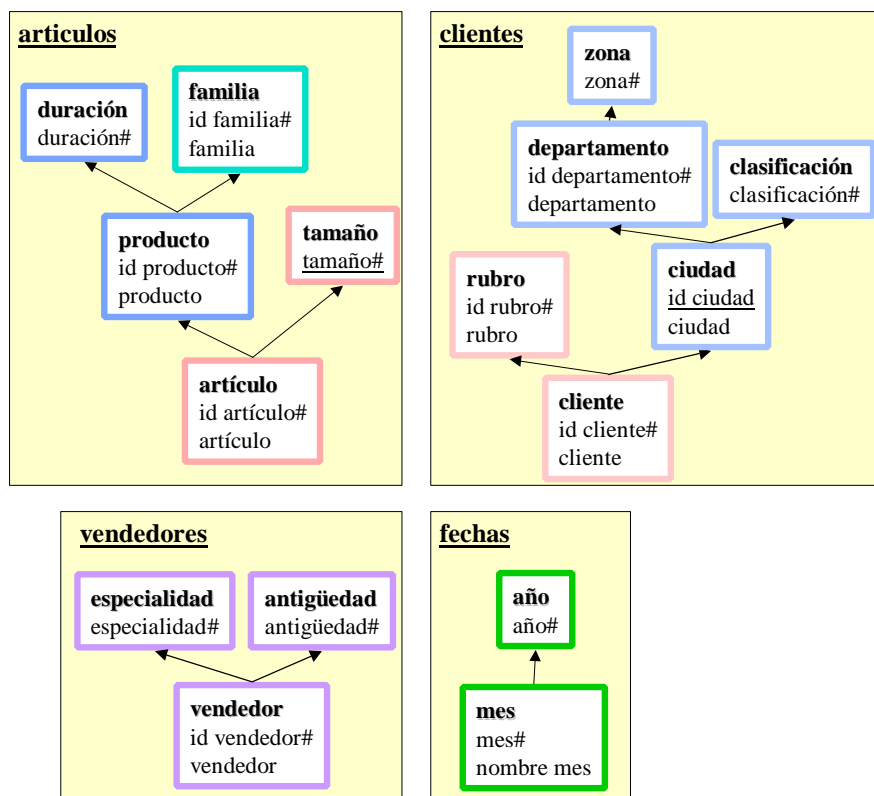 articulos
duración
duración#
familia
id familia#
familia
producto
id producto#
producto
tamaño
tamaño#
artículo
id artículo#
artículo
clientes
zona
zona#
departamento
id departamento#
departamento
clasificación
clasificación#
rubro
id rubro#
rubro
ciudad
id ciudad
ciudad
cliente
id cliente#
cliente
vendedores
especialidad
especialidad#
antigüedad
antigüedad#
vendedor
id vendedor#
vendedor
fechas
año
año#
mes
mes#
nombre mes